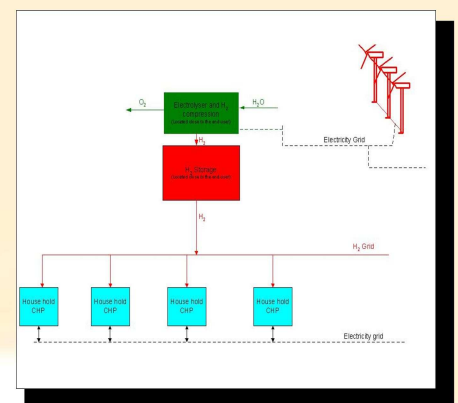 O2
Electrolyser and H2
compression
H2O
Electricity Grid
H2
H2 Storage
H2
H2 Grid
House hold
CHP
House hold
CHP
House hold
CHP
House hold
CHP
Electricity grid